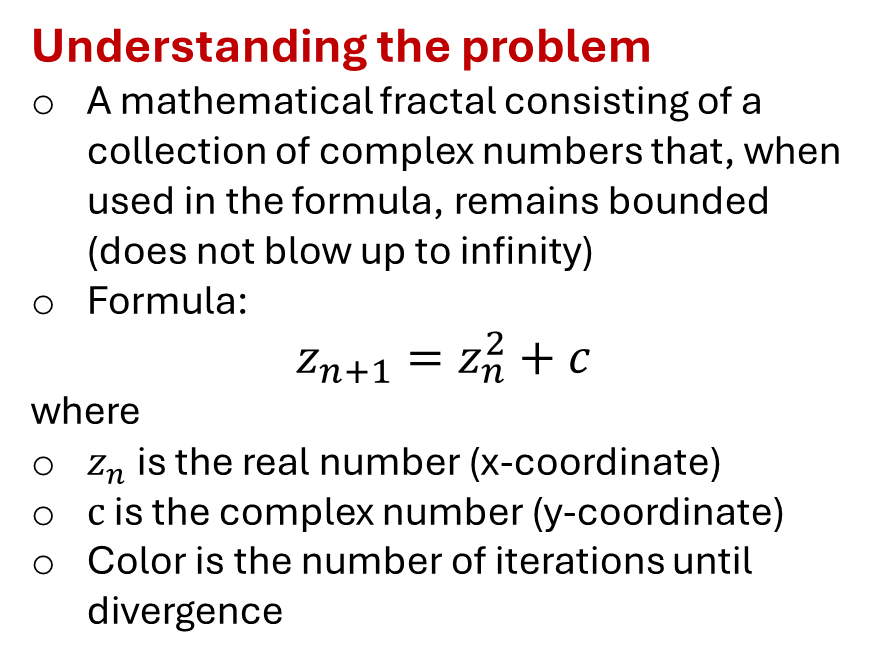 Understanding the problem
○ A mathematical fractal consisting of a
collection of complex numbers that, when
used in the formula, remains bounded
(does not blow up to infinity)
○ Formula:
$z_{n+1} = z_n^2 + c$
where
○ $z_n$ is the real number (x-coordinate)
○ c is the complex number (y-coordinate)
○ Color is the number of iterations until
divergence